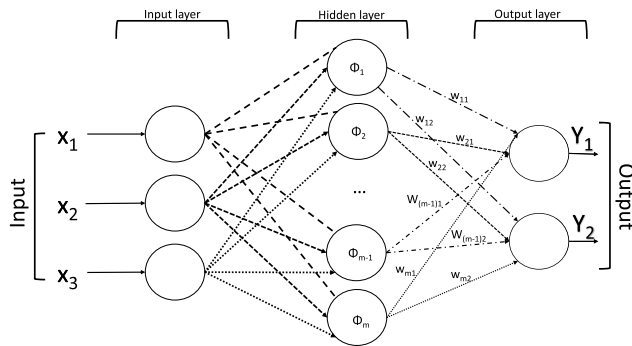 Input layer
Hidden layer
Output layer
Input
x₁
x₂
x₃
Φ₁
Φ₂
...
Φₘ₋₁
Φₘ
w₁₁
w₁₂
w₂₁
w₂₂
W₍ₘ₋₁₎₁
W₍ₘ₋₁₎₂
wₘ₁
wₘ₂
Y₁
Y₂
Output